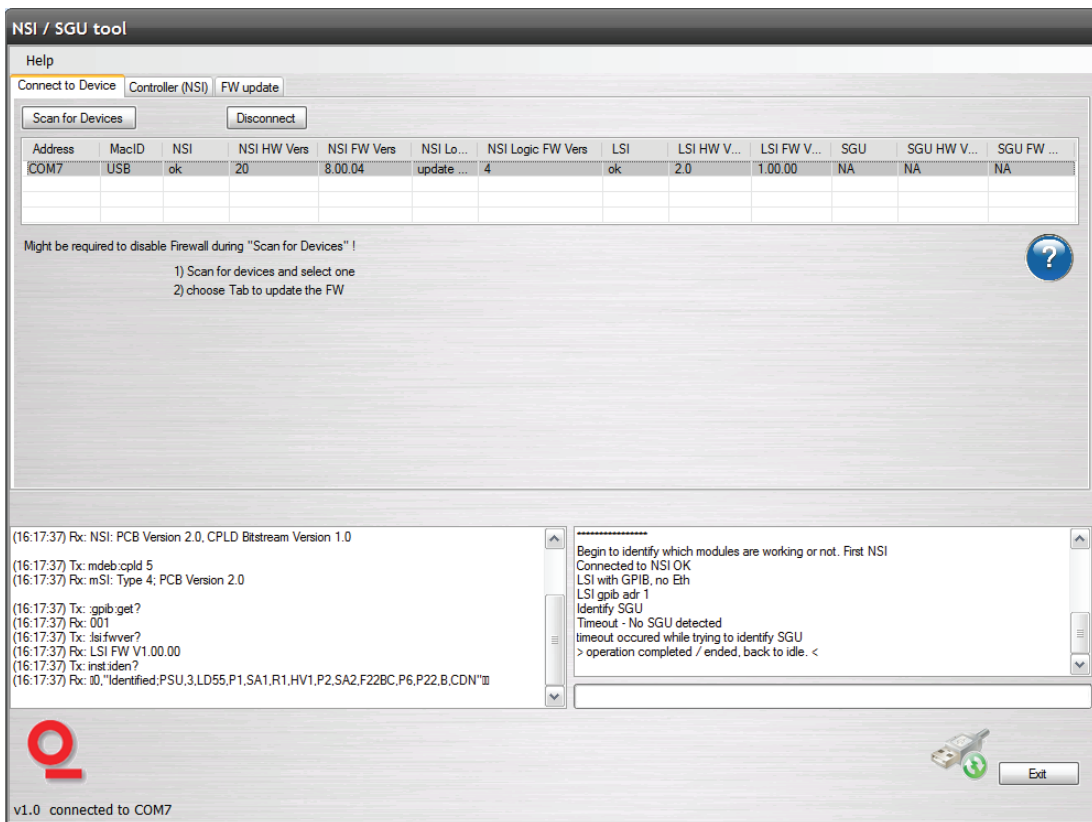 NSI / SGU tool
Help
Connect to Device Controller (NSI) FW update
Scan for Devices Disconnect
Address MacID NSI NSI HW Vers NSI FW Vers NSI Lo... NSI Logic FW Vers LSI LSI HW V... LSI FW V... SGU SGU HW V... SGU FW ...
COM7 USB ok 20 8.00.04 update ... 4 ok 2.0 1.00.00 NA NA NA
Might be required to disable Firewall during "Scan for Devices" !
?
1) Scan for devices and select one
2) choose Tab to update the FW
(16:17:37) Rx: NSI: PCB Version 2.0, CPLD Bitstream Version 1.0
(16:17:37) Tx: mdeb:cpld 5
(16:17:37) Rx: mSI: Type 4; PCB Version 2.0
(16:17:37) Tx: :gpib:get?
(16:17:37) Rx: 001
(16:17:37) Tx: :lsi:fwver?
(16:17:37) Rx: LSI FW V1.00.00
(16:17:37) Tx: inst:iden?
(16:17:37) Rx: ▯0,"Identified;PSU,3,LD55,P1,SA1,R1,HV1,P2,SA2,F22BC,P6,P22,B,CDN"▯▯
****************
Begin to identify which modules are working or not. First NSI
Connected to NSI OK
LSI with GPIB, no Eth
LSI gpib adr 1
Identify SGU
Timeout - No SGU detected
timeout occured while trying to identify SGU
> operation completed / ended, back to idle. <
Exit
v1.0 connected to COM7